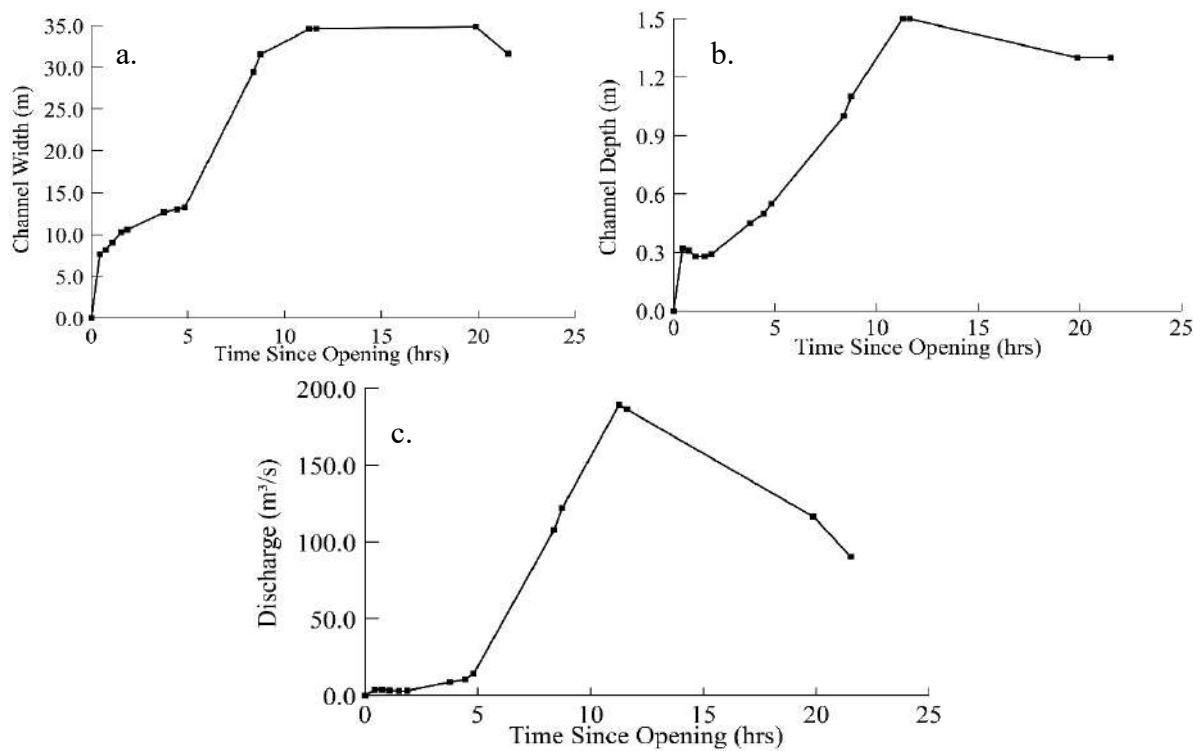 a.
Channel Width (m)
35.0
30.0
25.0
20.0
15.0
10.0
5.0
0.0
0 5 10 15 20 25
Time Since Opening (hrs)
b.
Channel Depth (m)
1.5
1.2
0.9
0.6
0.3
0.0
0 5 10 15 20 25
Time Since Opening (hrs)
c.
Discharge (m³/s)
200.0
150.0
100.0
50.0
0.0
0 5 10 15 20 25
Time Since Opening (hrs)